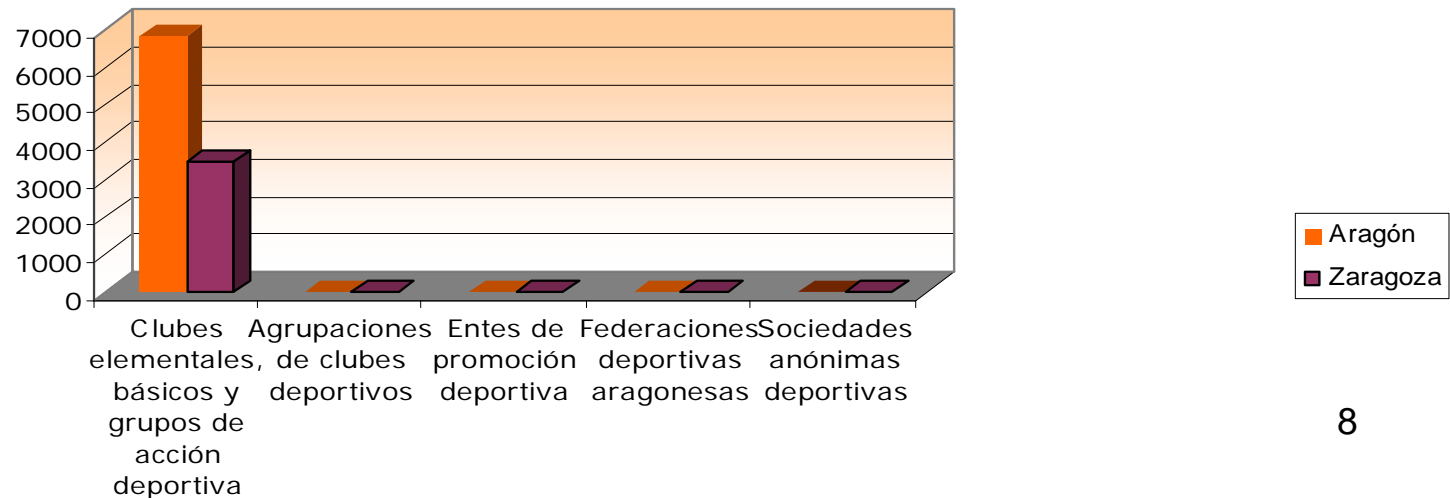 7000
6000
5000
4000
3000
2000
1000
0
Clubes
elementales,
básicos y
grupos de
acción
deportiva
Agrupaciones
de clubes
deportivos
Entes de
promoción
deportiva
Federaciones
deportivas
aragonesas
Sociedades
anónimas
deportivas
Aragón
Zaragoza
8